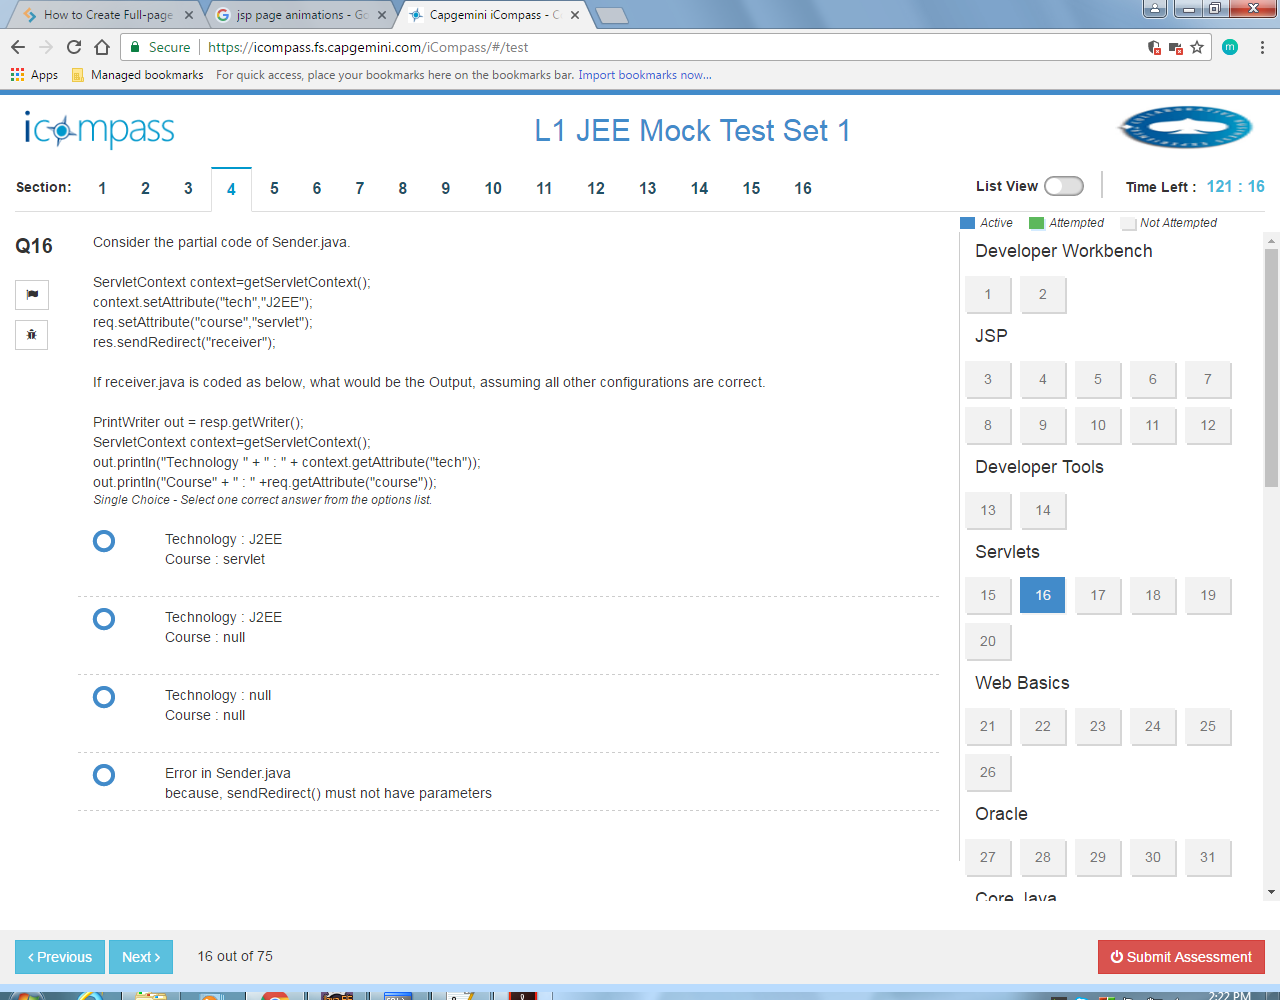 How to Create Full-page
jsp page animations - Go
Capgemini iCompass - C
Secure
https://icompass.fs.capgemini.com/iCompass/#/test
m
Apps
Managed bookmarks
For quick access, place your bookmarks here on the bookmarks bar. Import bookmarks now...
icompass
L1 JEE Mock Test Set 1
Section: 1 2 3 4 5 6 7 8 9 10 11 12 13 14 15 16
List View
Time Left : 121 : 16
Active Attempted Not Attempted
Q16
Consider the partial code of Sender.java.
ServletContext context=getServletContext();
context.setAttribute("tech","J2EE");
req.setAttribute("course","servlet");
res.sendRedirect("receiver");
If receiver.java is coded as below, what would be the Output, assuming all other configurations are correct.
PrintWriter out = resp.getWriter();
ServletContext context=getServletContext();
out.println("Technology " + " : " + context.getAttribute("tech"));
out.println("Course" + " : " +req.getAttribute("course"));
Single Choice - Select one correct answer from the options list.
Technology : J2EE
Course : servlet
Technology : J2EE
Course : null
Technology : null
Course : null
Error in Sender.java
because, sendRedirect() must not have parameters
Developer Workbench
1 2
JSP
3 4 5 6 7
8 9 10 11 12
Developer Tools
13 14
Servlets
15 16 17 18 19
20
Web Basics
21 22 23 24 25
26
Oracle
27 28 29 30 31
Core Java
Previous
Next
16 out of 75
Submit Assessment
2:22 PM